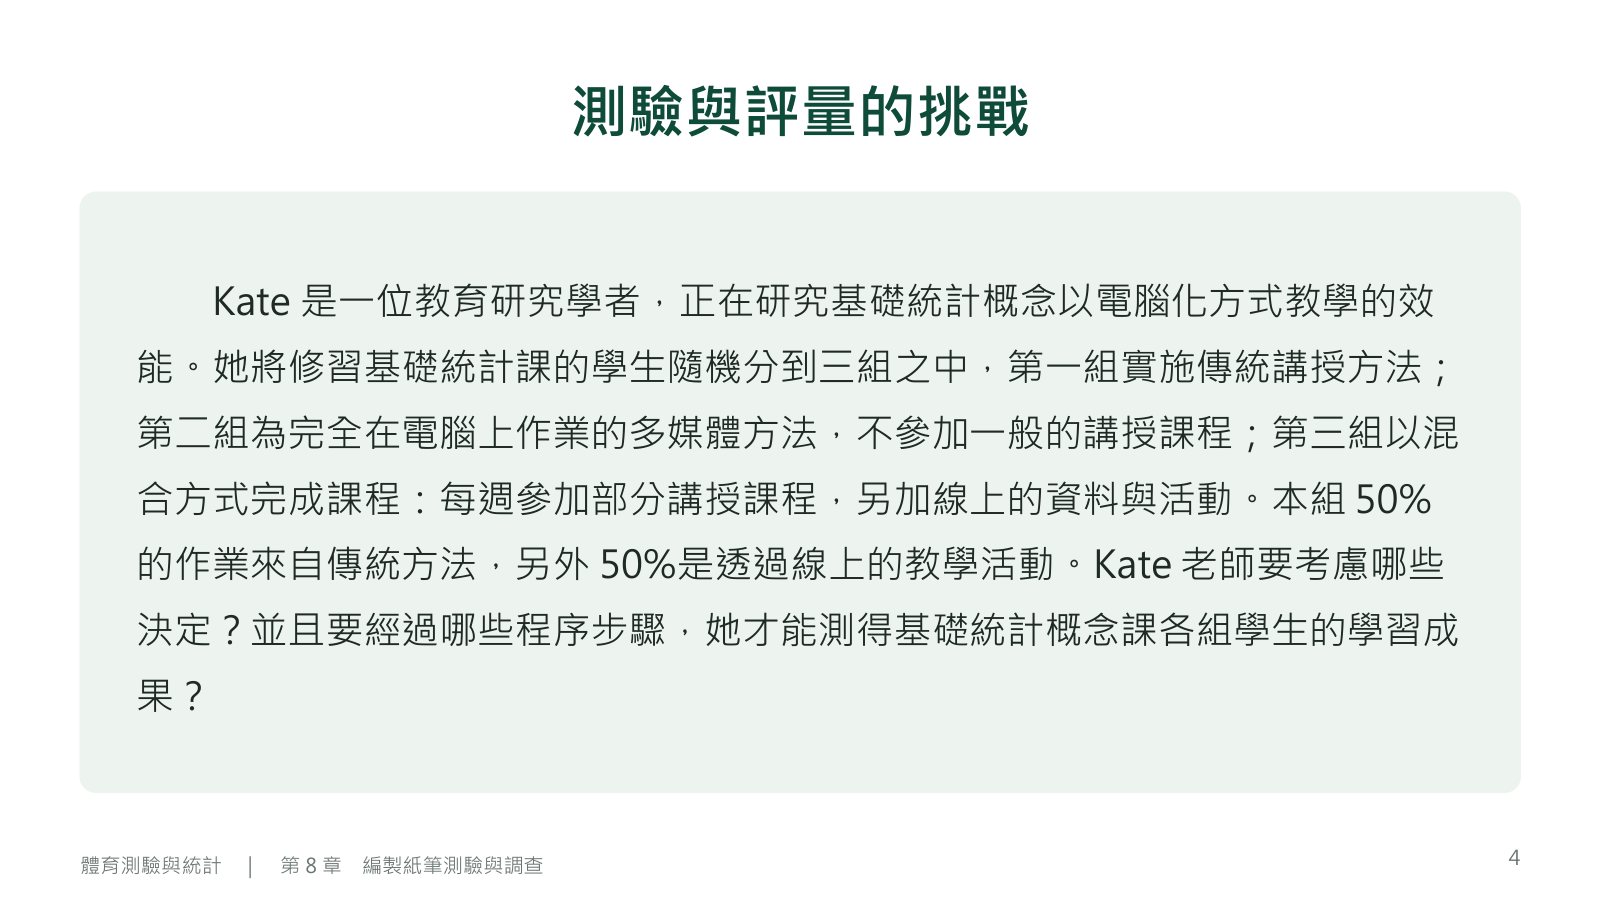 測驗與評量的挑戰
Kate 是一位教育研究學者，正在研究基礎統計概念以電腦化方式教學的效
能。她將修習基礎統計課的學生隨機分到三組之中，第一組實施傳統講授方法；
第二組為完全在電腦上作業的多媒體方法，不參加一般的講授課程；第三組以混
合方式完成課程：每週參加部分講授課程，另加線上的資料與活動。本組 50%
的作業來自傳統方法，另外 50%是透過線上的教學活動。Kate 老師要考慮哪些
決定？並且要經過哪些程序步驟，她才能測得基礎統計概念課各組學生的學習成
果？
體育測驗與統計　|　第 8 章　編製紙筆測驗與調查
4